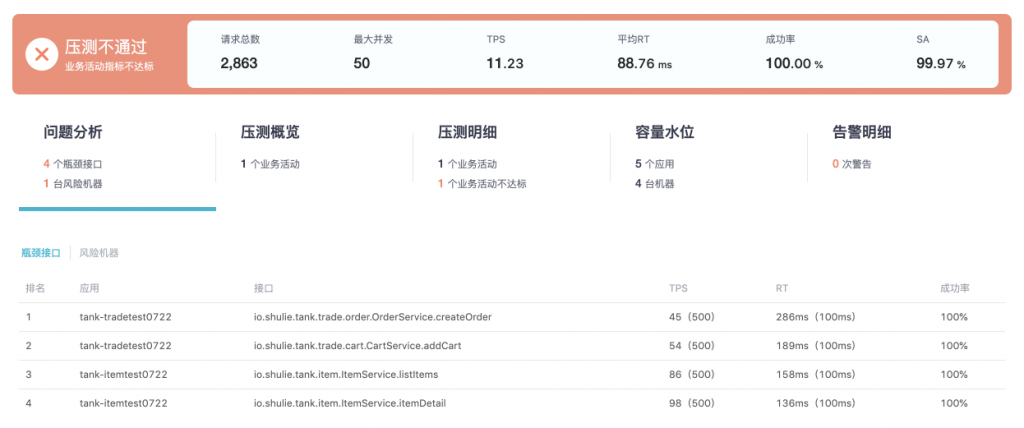 压测不通过
业务活动指标不达标
请求总数 最大并发 TPS 平均RT 成功率 SA
2,863 50 11.23 88.76 ms 100.00 % 99.97 %
问题分析 压测概览 压测明细 容量水位 告警明细
4 个瓶颈接口 1 个业务活动 1 个业务活动 5 个应用 0 次警告
1 台风险机器 1 个业务活动不达标 4 台机器
瓶颈接口 风险机器
排名 应用 接口 TPS RT 成功率
1 tank-tradetest0722 io.shulie.tank.trade.order.OrderService.createOrder 45（500） 286ms（100ms） 100%
2 tank-tradetest0722 io.shulie.tank.trade.cart.CartService.addCart 54（500） 189ms（100ms） 100%
3 tank-itemtest0722 io.shulie.tank.item.ItemService.listItems 86（500） 158ms（100ms） 100%
4 tank-itemtest0722 io.shulie.tank.item.ItemService.itemDetail 98（500） 136ms（100ms） 100%